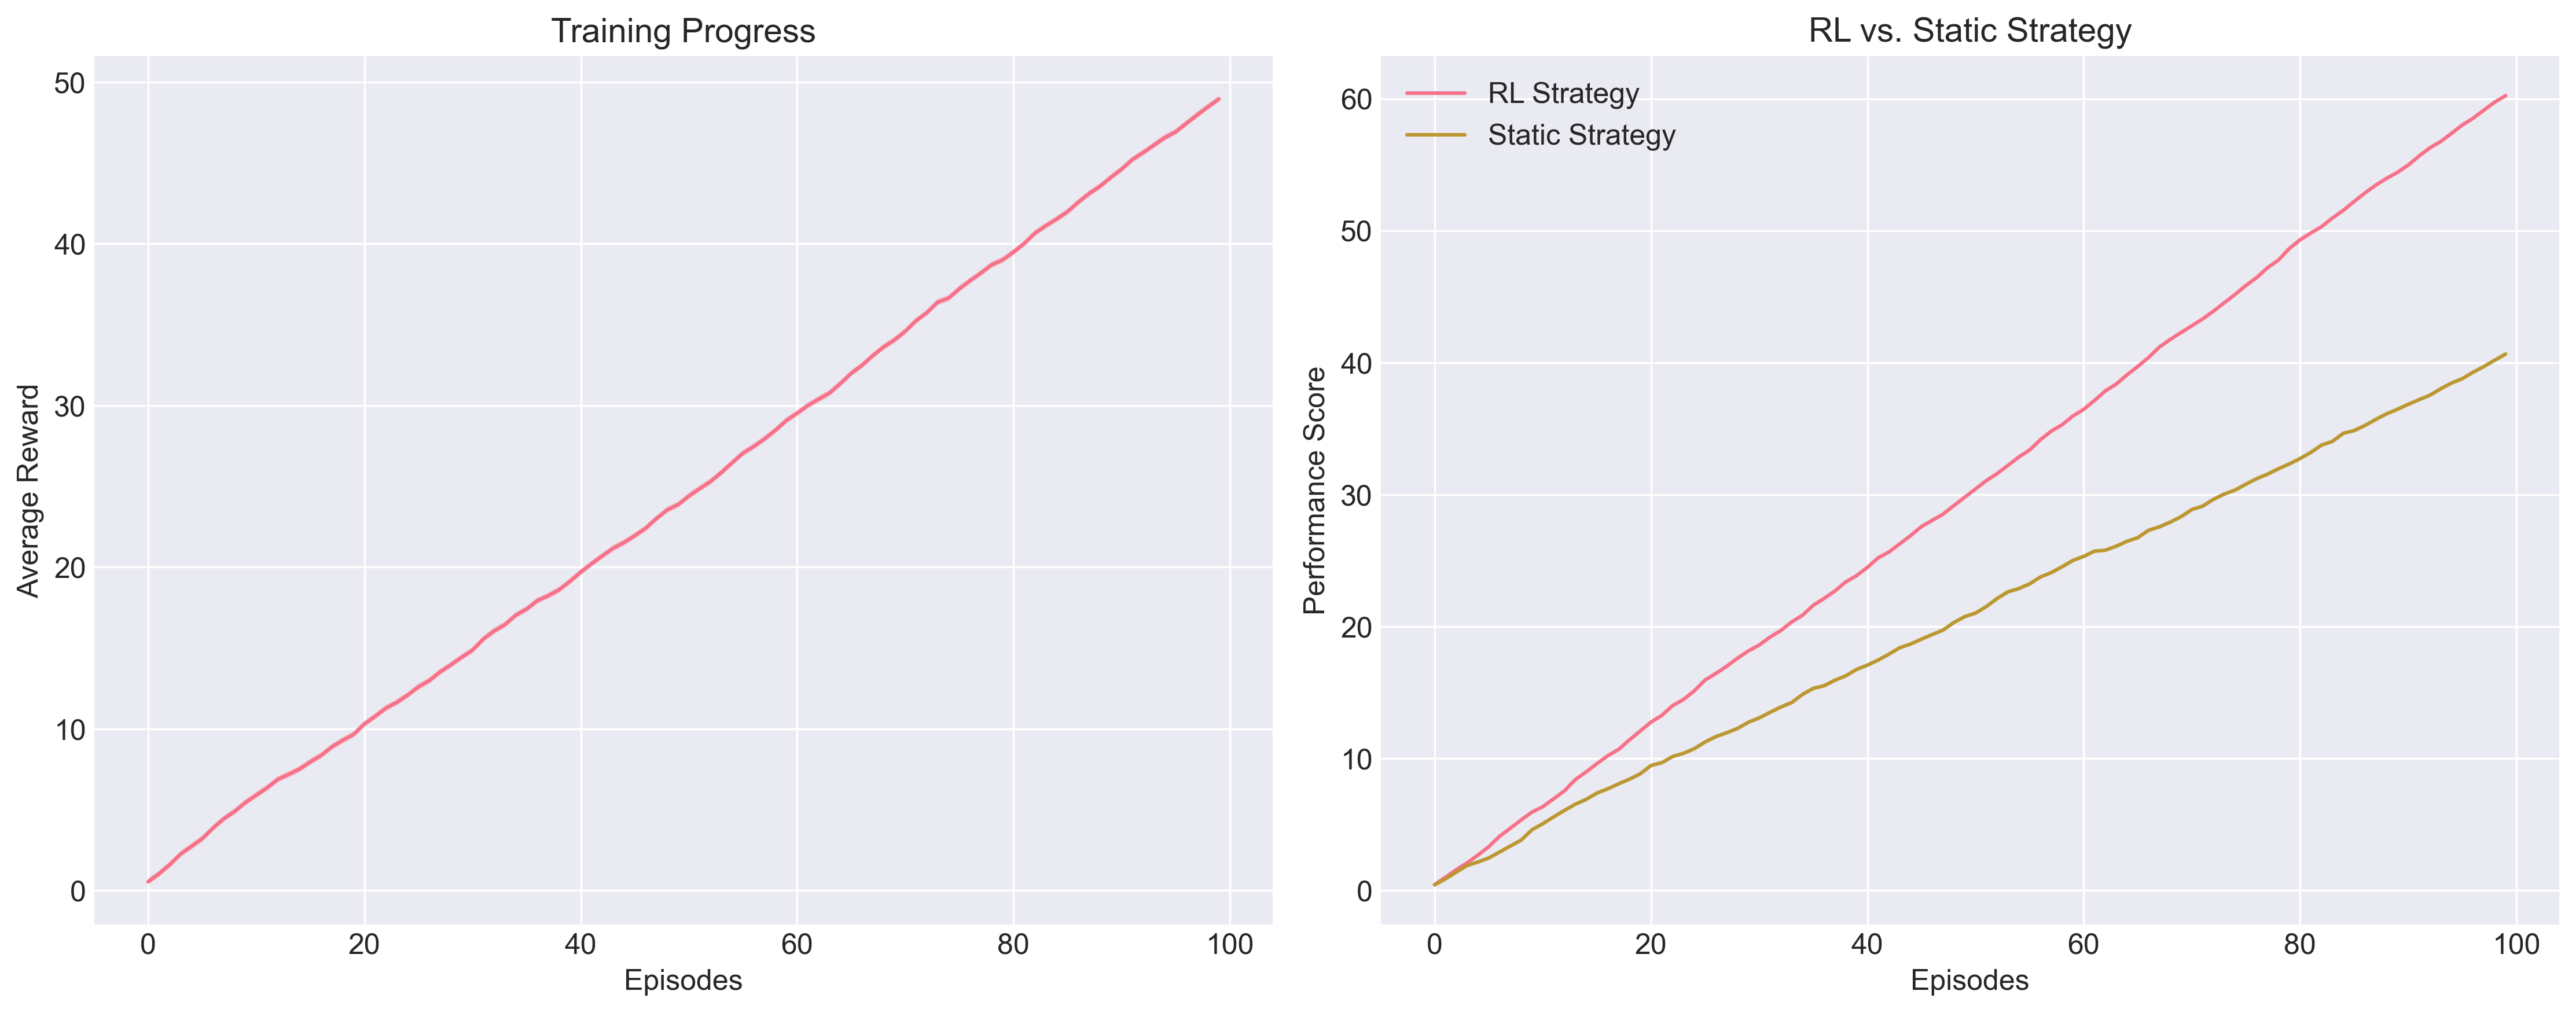 Training Progress
50
40
30
20
10
0
Average Reward
0 20 40 60 80 100
Episodes
RL vs. Static Strategy
RL Strategy
Static Strategy
60
50
40
30
20
10
0
Performance Score
0 20 40 60 80 100
Episodes